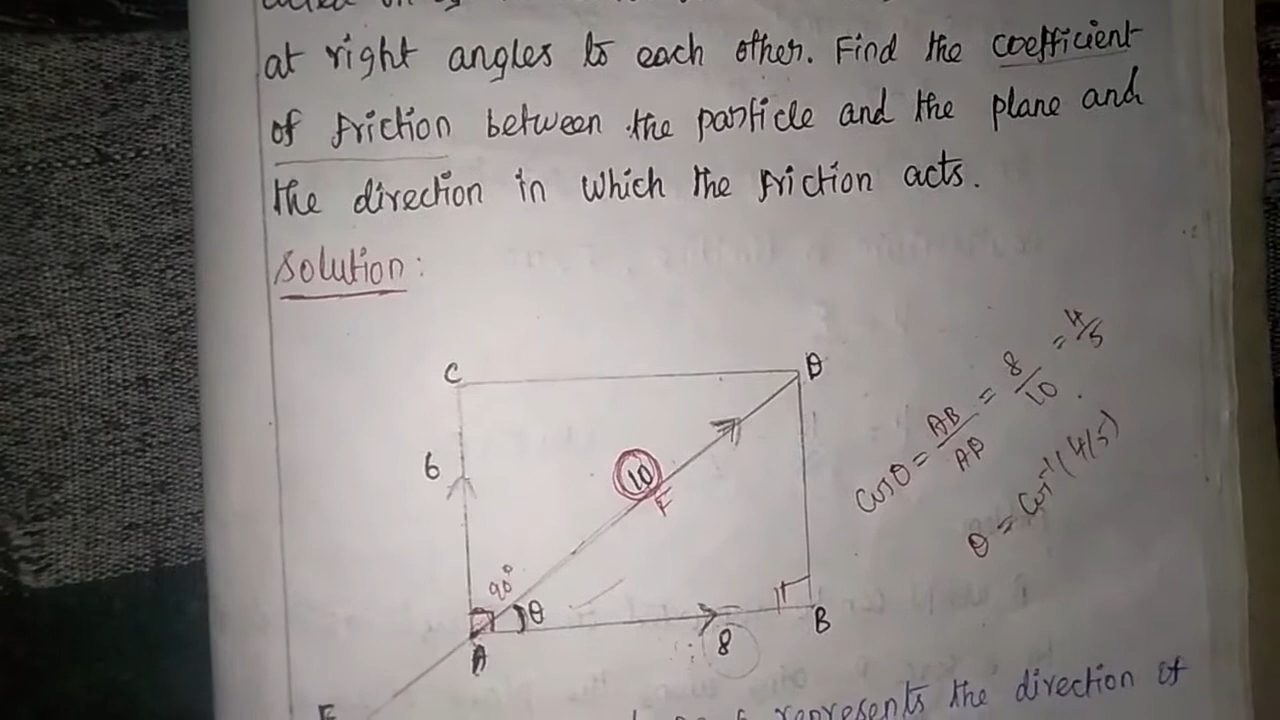 at right angles to each other. Find the coefficient
of friction between the particle and the plane and
the direction in which the friction acts.
Solution:
C
D
6
10
F
cosθ = AB/AD = 8/10 = 4/5
θ = cos⁻¹(4/5)
90°
θ
A
8
B
F
represents the direction of